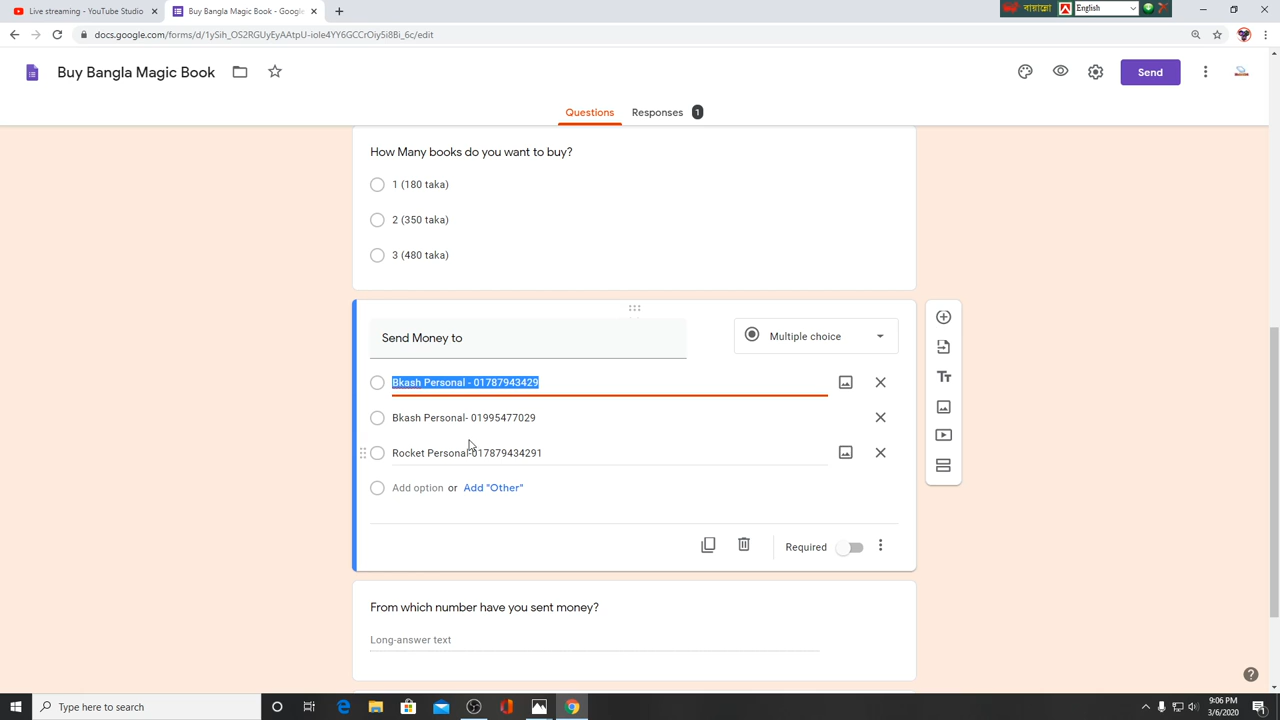 Live streaming - YouTube Studio
Buy Bangla Magic Book - Google
বায়ান্নো
English
docs.google.com/forms/d/1ySih_OS2RGUyEyAAtpU-iole4YY6GCCrOiy5i8Bi_6c/edit
Buy Bangla Magic Book
Send
Questions
Responses 1
How Many books do you want to buy?
1 (180 taka)
2 (350 taka)
3 (480 taka)
Send Money to
Multiple choice
Bkash Personal - 01787943429
Bkash Personal- 01995477029
Rocket Personal-017879434291
Add option or Add "Other"
Required
From which number have you sent money?
Long-answer text
Type here to search
9:06 PM
3/6/2020